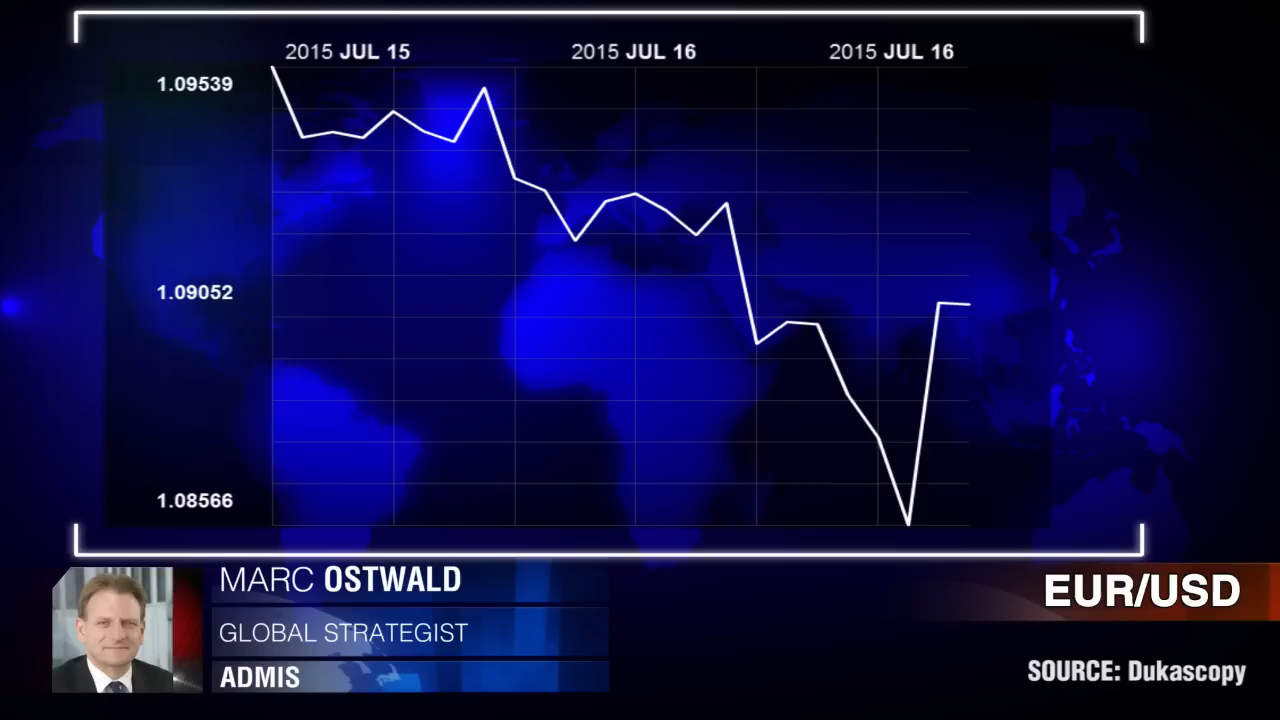 2015 JUL 15 2015 JUL 16 2015 JUL 16
1.09539
1.09052
1.08566
MARC OSTWALD
GLOBAL STRATEGIST
ADMIS
EUR/USD
SOURCE: Dukascopy